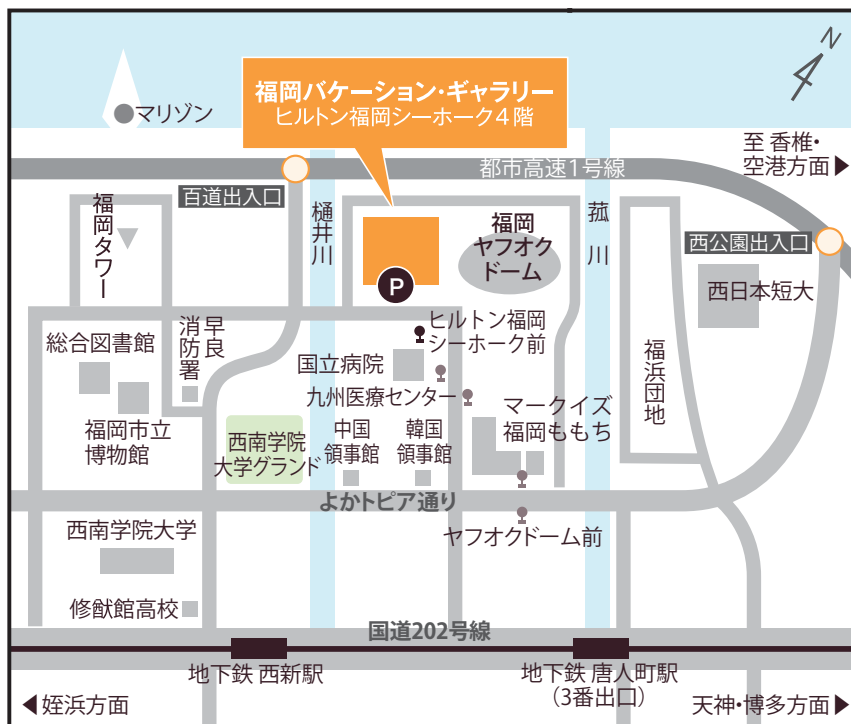 N
福岡バケーション・ギャラリー
ヒルトン福岡シーホーク4階
マリゾン
至 香椎・
空港方面▶
都市高速1号線
百道出入口
福岡タワー
樋井川
福岡
ヤフオク
ドーム
菰川
西公園出入口
西日本短大
P
ヒルトン福岡
シーホーク前
早良
消防署
総合図書館
国立病院
九州医療センター
福浜団地
マークイズ
福岡ももち
福岡市立
博物館
西南学院
大学グランド
中国
領事館
韓国
領事館
よかトピア通り
ヤフオクドーム前
西南学院大学
修猷館高校
国道202号線
地下鉄 西新駅
地下鉄 唐人町駅
（3番出口）
◀姪浜方面
天神・博多方面▶